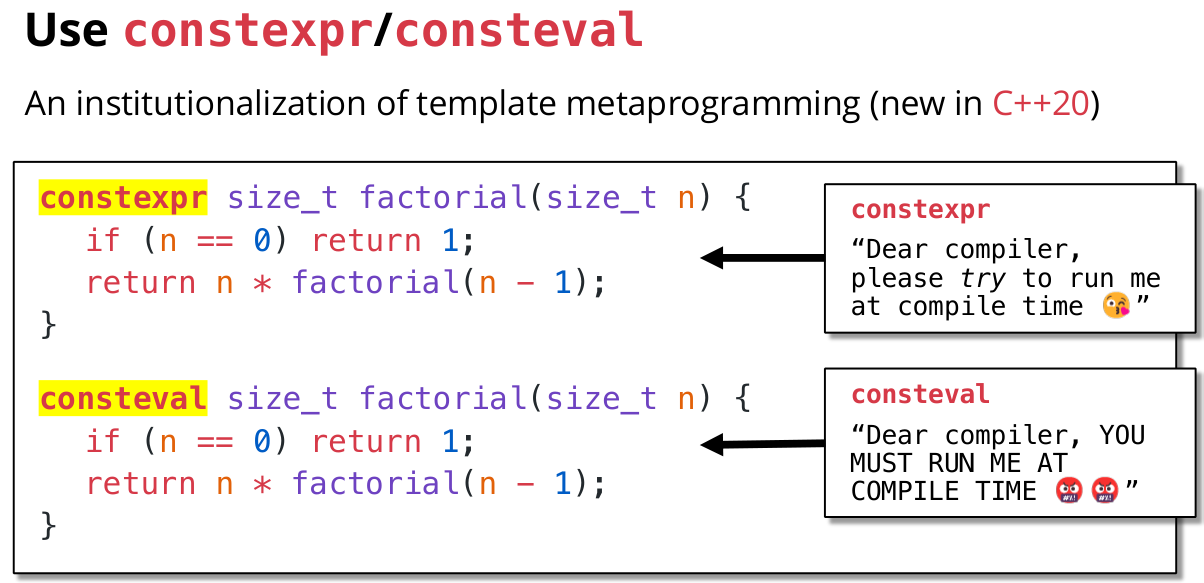 Use constexpr/consteval
An institutionalization of template metaprogramming (new in C++20)
constexpr size_t factorial(size_t n) {
if (n == 0) return 1;
return n * factorial(n − 1);
}
constexpr
“Dear compiler,
please try to run me
at compile time 😘”
consteval size_t factorial(size_t n) {
if (n == 0) return 1;
return n * factorial(n − 1);
}
consteval
“Dear compiler, YOU
MUST RUN ME AT
COMPILE TIME 🤬🤬”